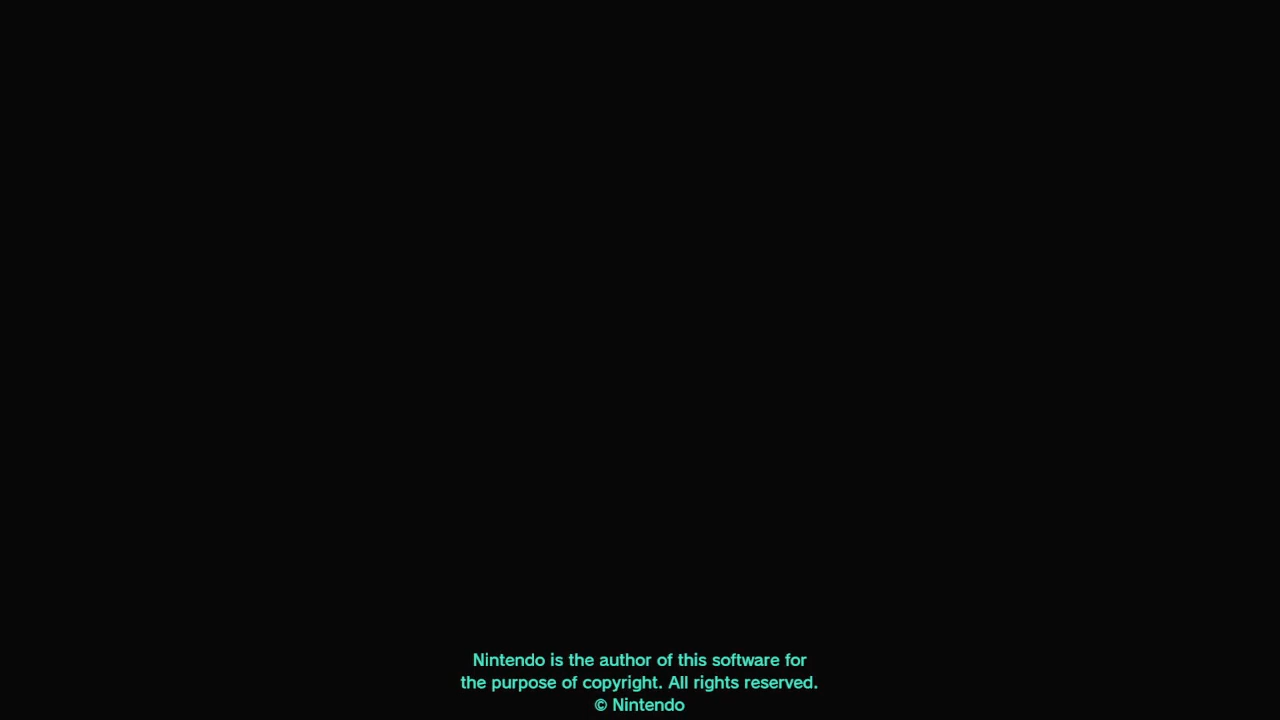 Nintendo is the author of this software for
the purpose of copyright. All rights reserved.
© Nintendo